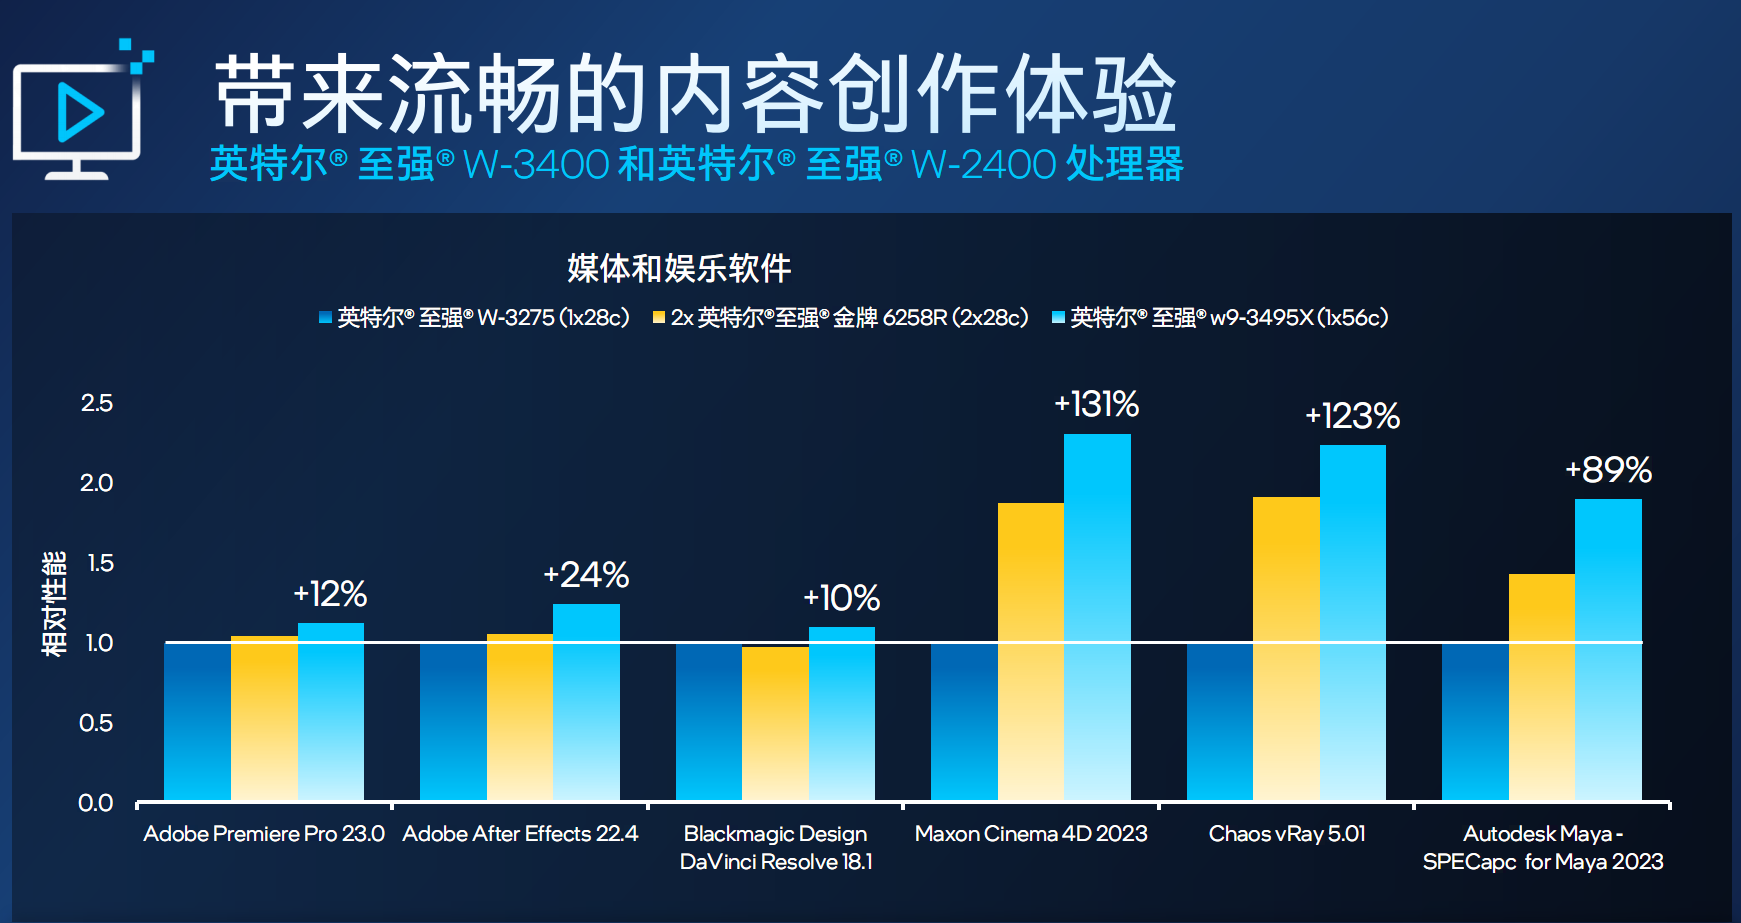 带来流畅的内容创作体验
英特尔® 至强® W-3400 和英特尔® 至强® W-2400 处理器
媒体和娱乐软件
英特尔® 至强® W-3275 (1x28c) 2x 英特尔®至强® 金牌 6258R (2x28c) 英特尔® 至强® w9-3495X (1x56c)
相对性能
2.5
2.0
1.5
1.0
0.5
0.0
+12%
+24%
+10%
+131%
+123%
+89%
Adobe Premiere Pro 23.0
Adobe After Effects 22.4
Blackmagic Design
DaVinci Resolve 18.1
Maxon Cinema 4D 2023
Chaos vRay 5.01
Autodesk Maya -
SPECapc for Maya 2023